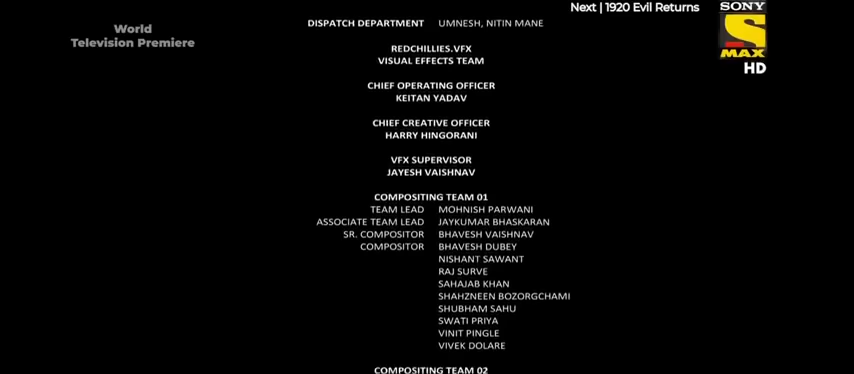 Next | 1920 Evil Returns
SONY
S
MAX
HD
World
Television Premiere
DISPATCH DEPARTMENT UMNESH, NITIN MANE
REDCHILLIES.VFX
VISUAL EFFECTS TEAM
CHIEF OPERATING OFFICER
KEITAN YADAV
CHIEF CREATIVE OFFICER
HARRY HINGORANI
VFX SUPERVISOR
JAYESH VAISHNAV
COMPOSITING TEAM 01
TEAM LEAD MOHNISH PARWANI
ASSOCIATE TEAM LEAD JAYKUMAR BHASKARAN
SR. COMPOSITOR BHAVESH VAISHNAV
COMPOSITOR BHAVESH DUBEY
NISHANT SAWANT
RAJ SURVE
SAHAJAB KHAN
SHAHZNEEN BOZORGCHAMI
SHUBHAM SAHU
SWATI PRIYA
VINIT PINGLE
VIVEK DOLARE
COMPOSITING TEAM 02